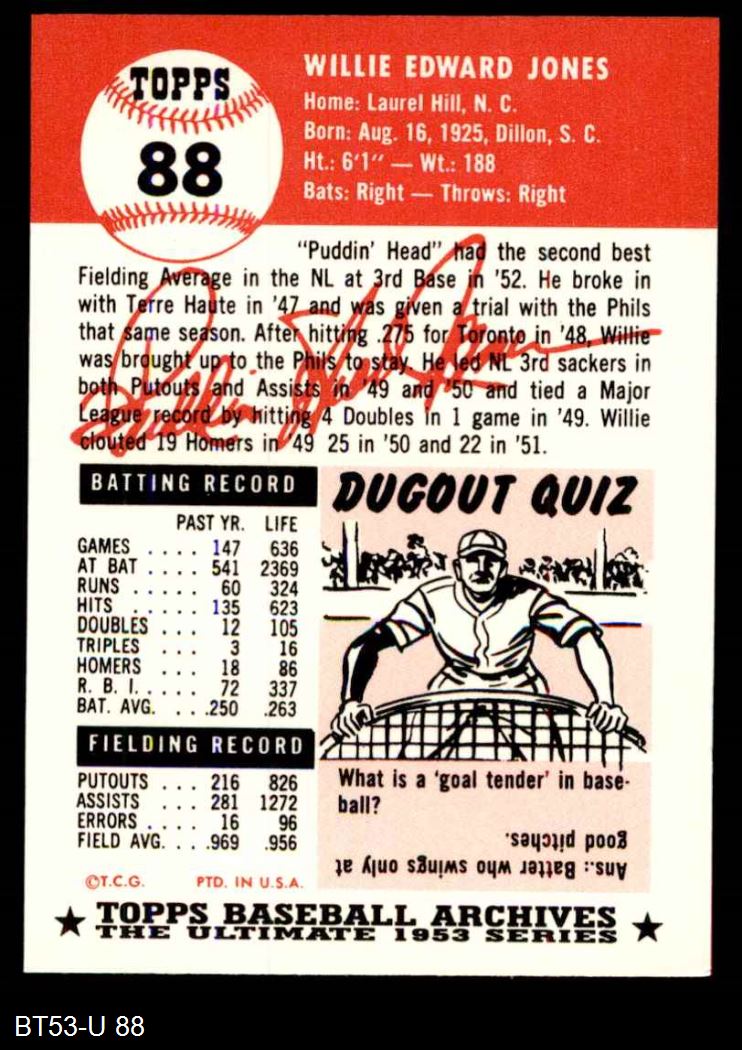 TOPPS
88
WILLIE EDWARD JONES
Home: Laurel Hill, N. C.
Born: Aug. 16, 1925, Dillon, S. C.
Ht.: 6'1" — Wt.: 188
Bats: Right — Throws: Right
"Puddin' Head" had the second best
Fielding Average in the NL at 3rd Base in '52. He broke in
with Terre Haute in '47 and was given a trial with the Phils
that same season. After hitting .275 for Toronto in '48, Willie
was brought up to the Phils to stay. He led NL 3rd sackers in
both Putouts and Assists in '49 and '50 and tied a Major
League record by hitting 4 Doubles in 1 game in '49. Willie
clouted 19 Homers in '49 25 in '50 and 22 in '51.
BATTING RECORD
PAST YR. LIFE
GAMES .... 147 636
AT BAT .... 541 2369
RUNS ..... 60 324
HITS ..... 135 623
DOUBLES ... 12 105
TRIPLES ... 3 16
HOMERS ... 18 86
R. B. I. .... 72 337
BAT. AVG. ...250 .263
FIELDING RECORD
PUTOUTS ... 216 826
ASSISTS ... 281 1272
ERRORS .... 16 96
FIELD AVG. ...969 .956
©T.C.G. PTD. IN U.S.A.
DUGOUT QUIZ
What is a 'goal tender' in base-
ball?
Ans.: Batter who swings only at
good pitches.
★ TOPPS BASEBALL ARCHIVES ★
THE ULTIMATE 1953 SERIES
BT53-U 88